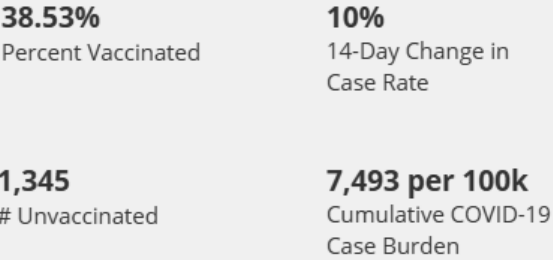 38.53%
Percent Vaccinated
10%
14-Day Change in
Case Rate
1,345
# Unvaccinated
7,493 per 100k
Cumulative COVID-19
Case Burden